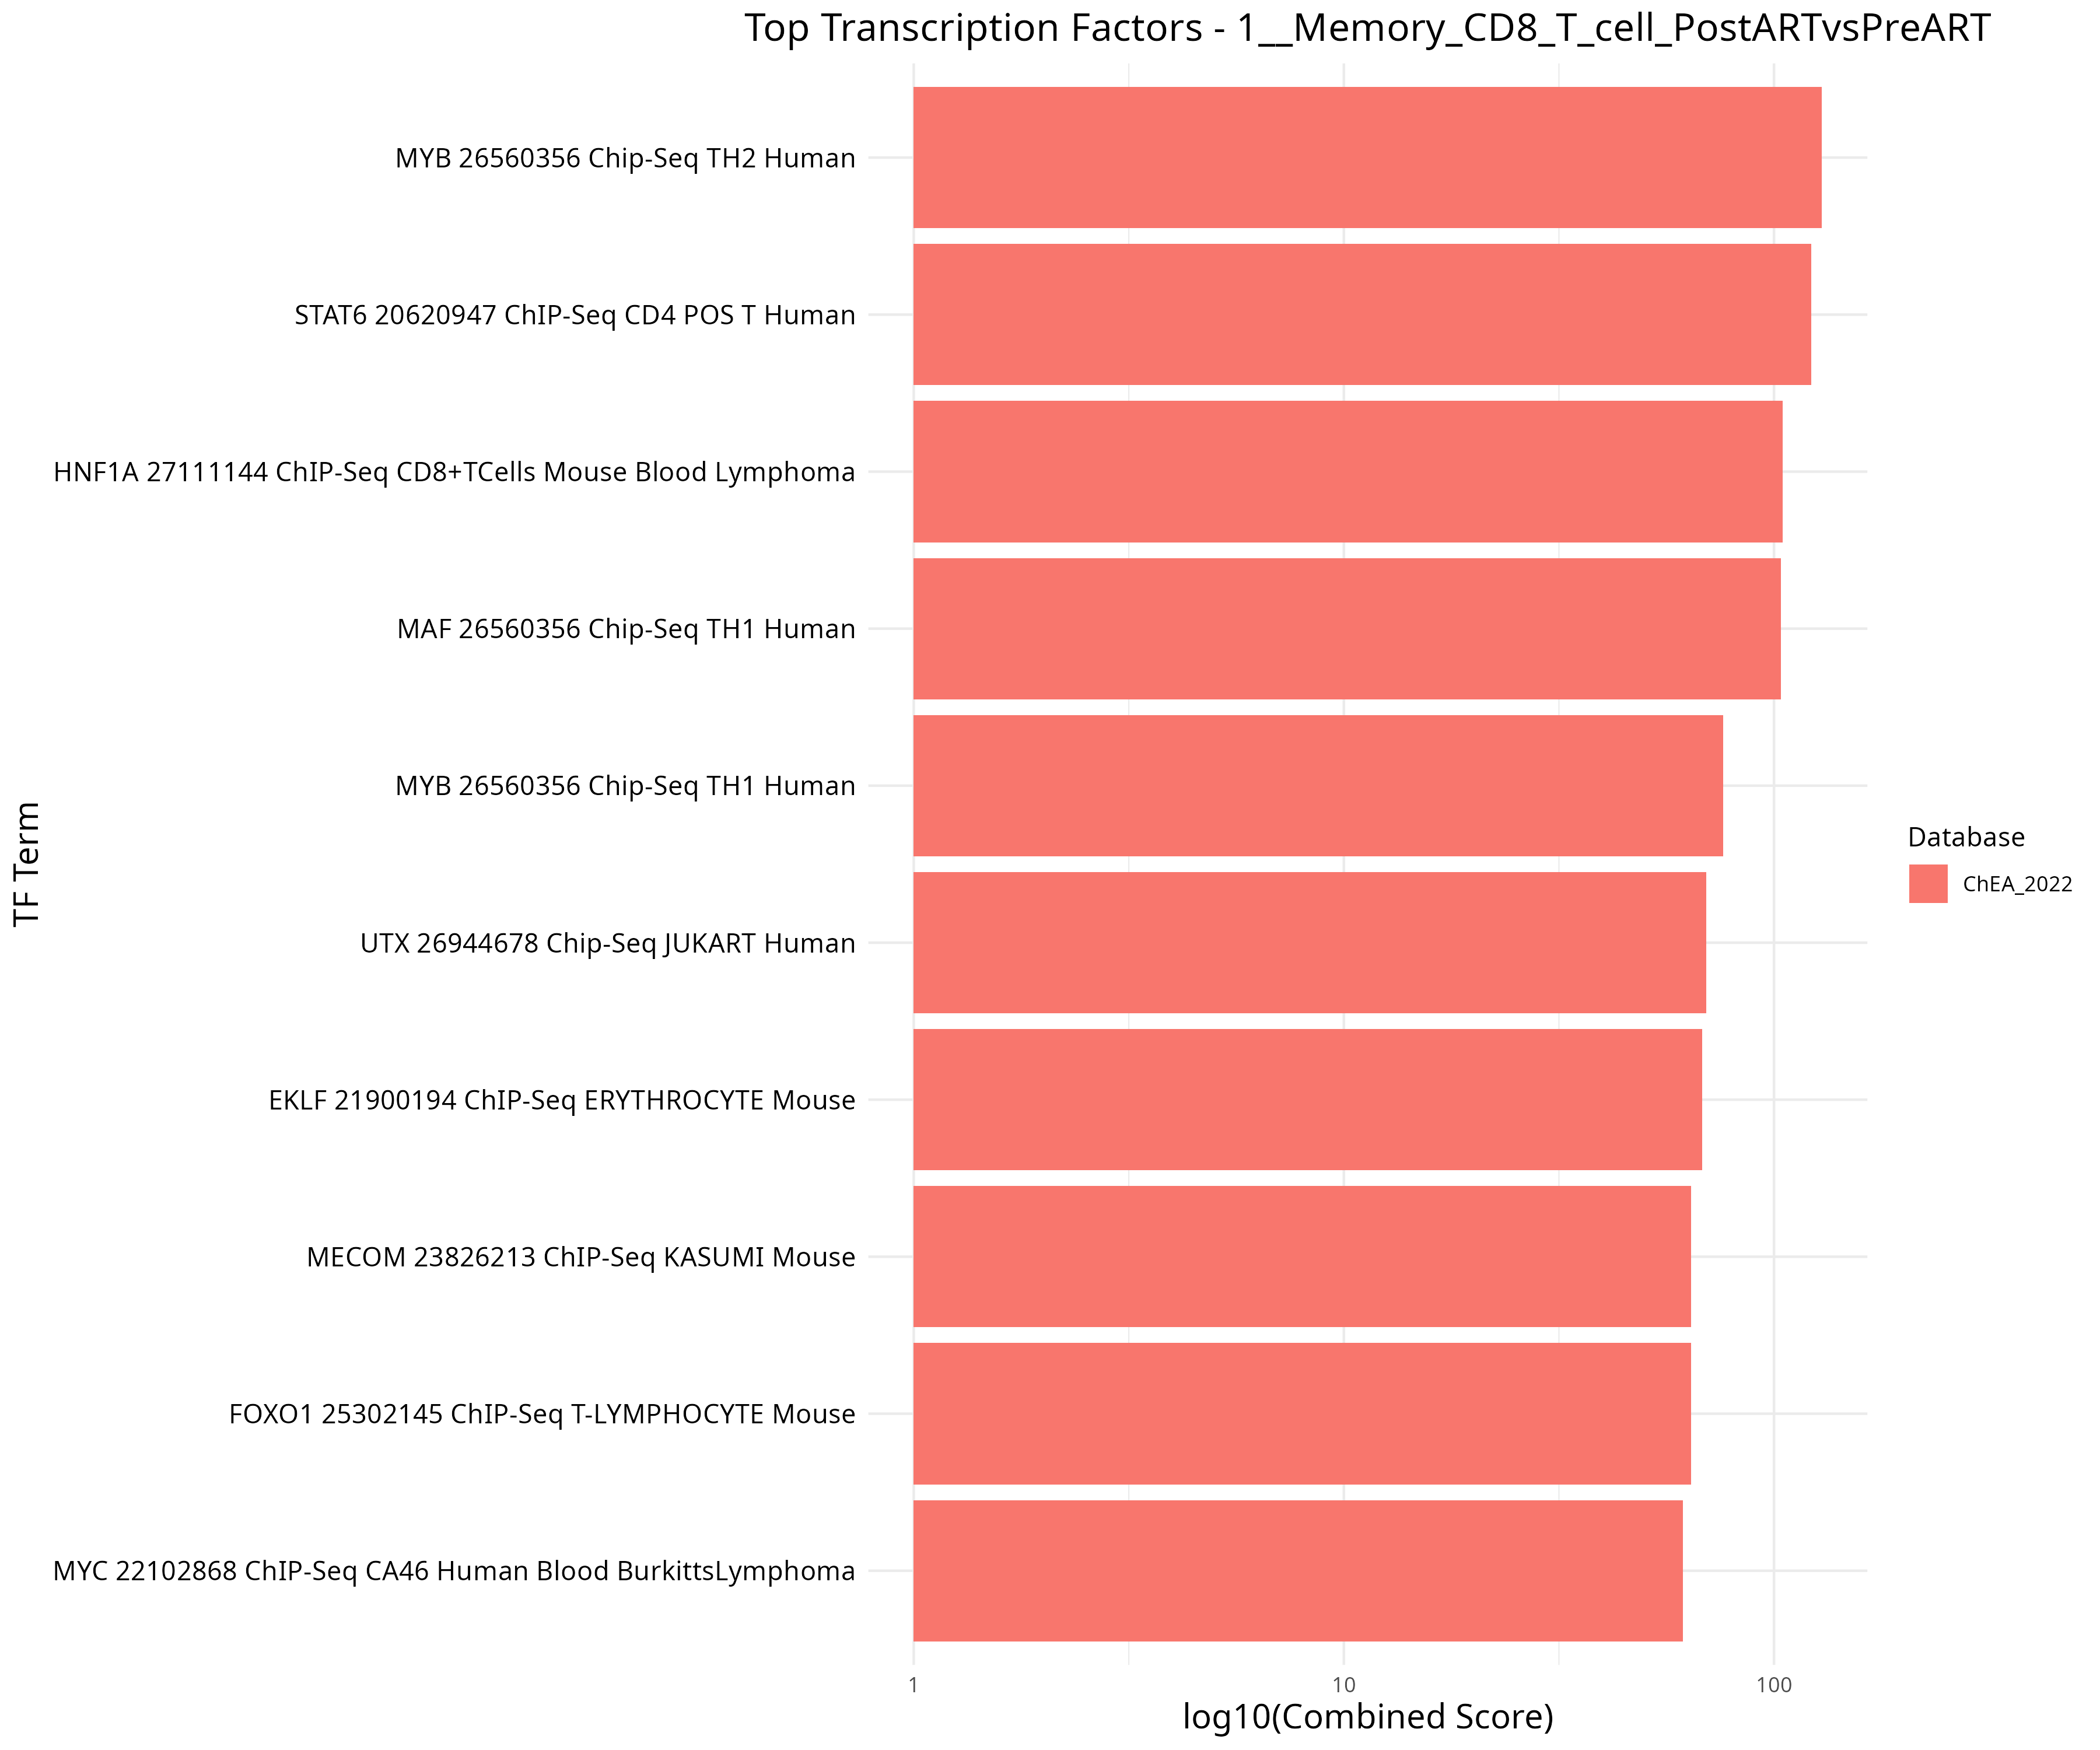 Top Transcription Factors - 1__Memory_CD8_T_cell_PostARTvsPreART
TF Term
MYB 26560356 Chip-Seq TH2 Human
STAT6 20620947 ChIP-Seq CD4 POS T Human
HNF1A 27111144 ChIP-Seq CD8+TCells Mouse Blood Lymphoma
MAF 26560356 Chip-Seq TH1 Human
MYB 26560356 Chip-Seq TH1 Human
UTX 26944678 Chip-Seq JUKART Human
EKLF 21900194 ChIP-Seq ERYTHROCYTE Mouse
MECOM 23826213 ChIP-Seq KASUMI Mouse
FOXO1 25302145 ChIP-Seq T-LYMPHOCYTE Mouse
MYC 22102868 ChIP-Seq CA46 Human Blood BurkittsLymphoma
1 10 100
log10(Combined Score)
Database
ChEA_2022